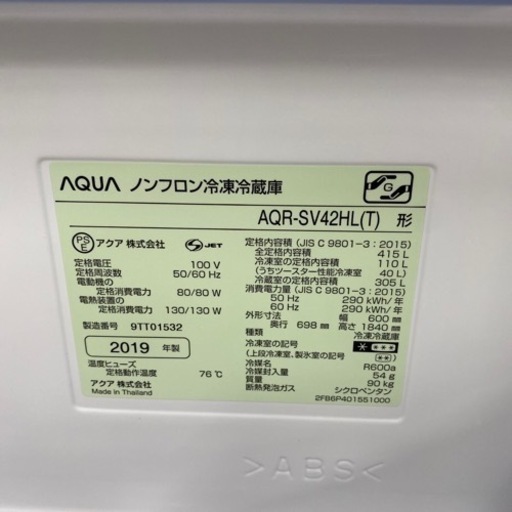 AQUA ノンフロン冷凍冷蔵庫
AQR-SV42HL(T) 形
PSE アクア 株式会社 S JET
定格電圧 100 V
定格周波数 50/60 Hz
電動機の
定格消費電力 80/80 W
電熱装置の
定格消費電力 130/130 W
製造番号 9TT01532
2019 年製
温度ヒューズ
定格動作温度 76℃
アクア 株式会社
Made in Thailand
G
定格内容積 (JIS C 9801-3:2015)
全定格内容積 415 L
冷凍室の定格内容積 110 L
(うちツースター性能冷凍室 40 L)
冷蔵室の定格内容積 305 L
消費電力量 (JIS C 9801-3:2015)
50 Hz 290 kWh/年
60 Hz 290 kWh/年
外形寸法 幅 600 mm
奥行 698 mm 高さ 1840 mm
種類 冷凍冷蔵庫
冷凍室の記号
(上段冷凍室、製氷室の記号)
冷媒名 R600a
冷媒封入量 54 g
質量 90 kg
断熱発泡ガス シクロペンタン
2FB6P401551000
>ABS<